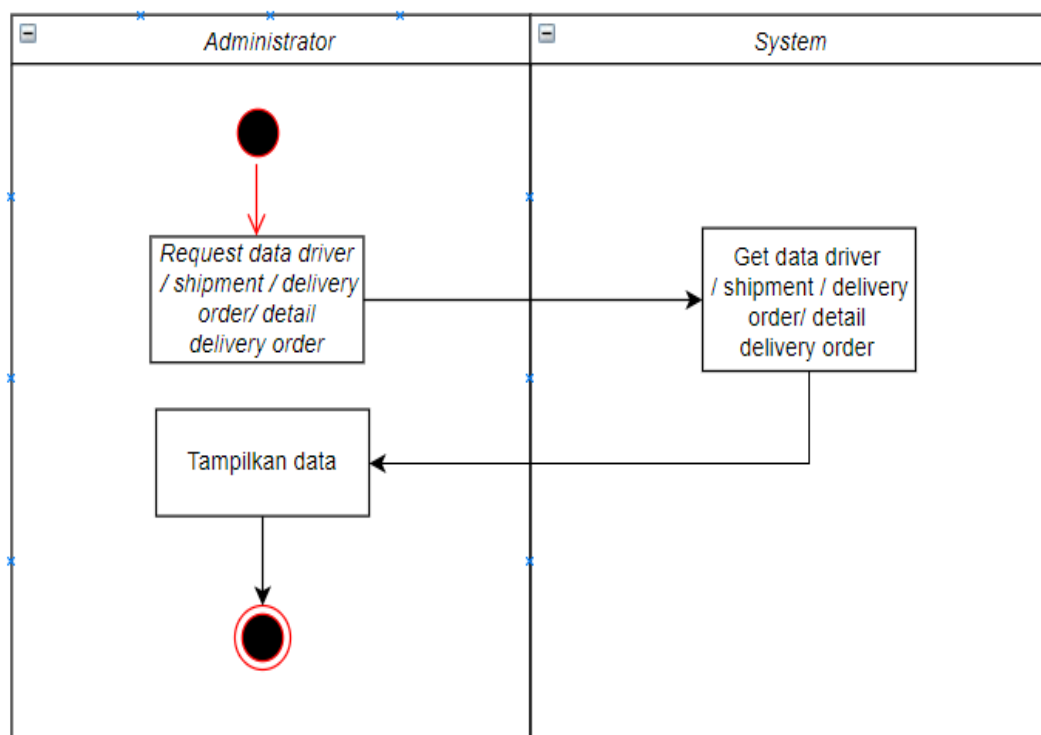 Administrator
System
Request data driver
/ shipment / delivery
order/ detail
delivery order
Get data driver
/ shipment / delivery
order/ detail
delivery order
Tampilkan data